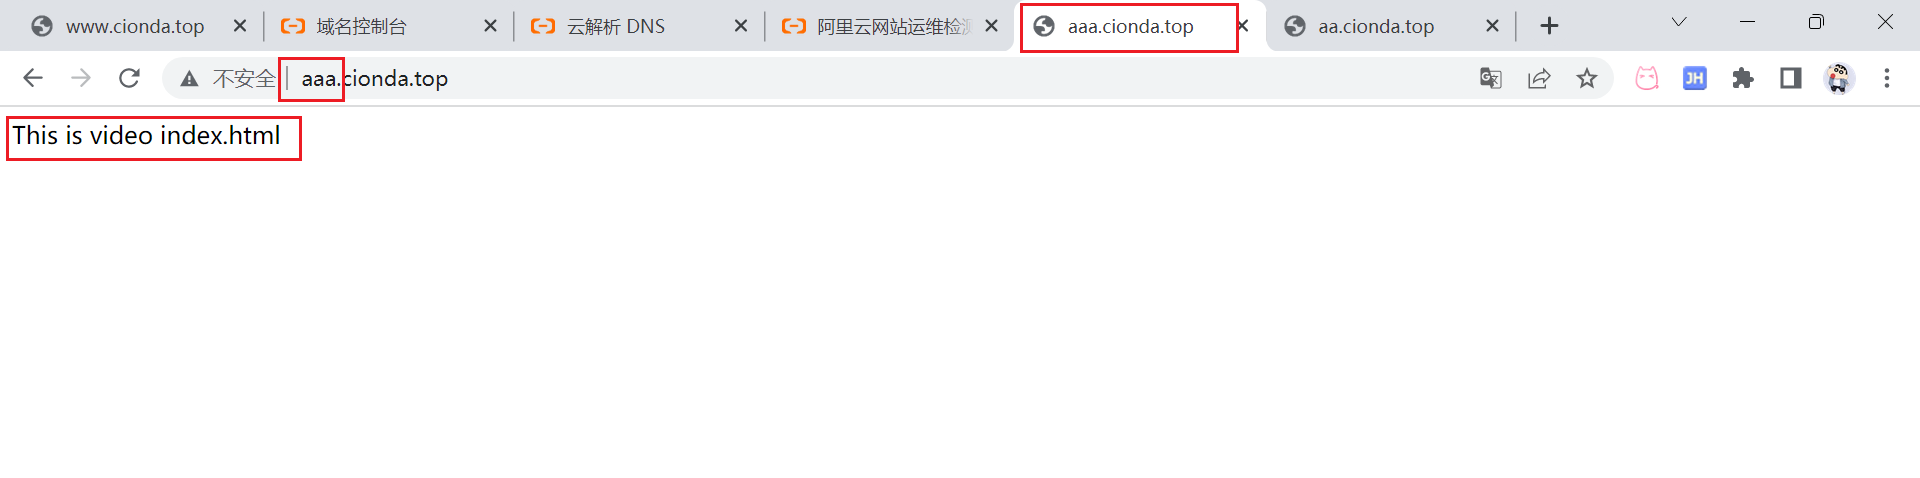 www.cionda.top 域名控制台 云解析 DNS 阿里云网站运维检测 aaa.cionda.top aa.cionda.top
不安全 aaa.cionda.top JH
This is video index.html